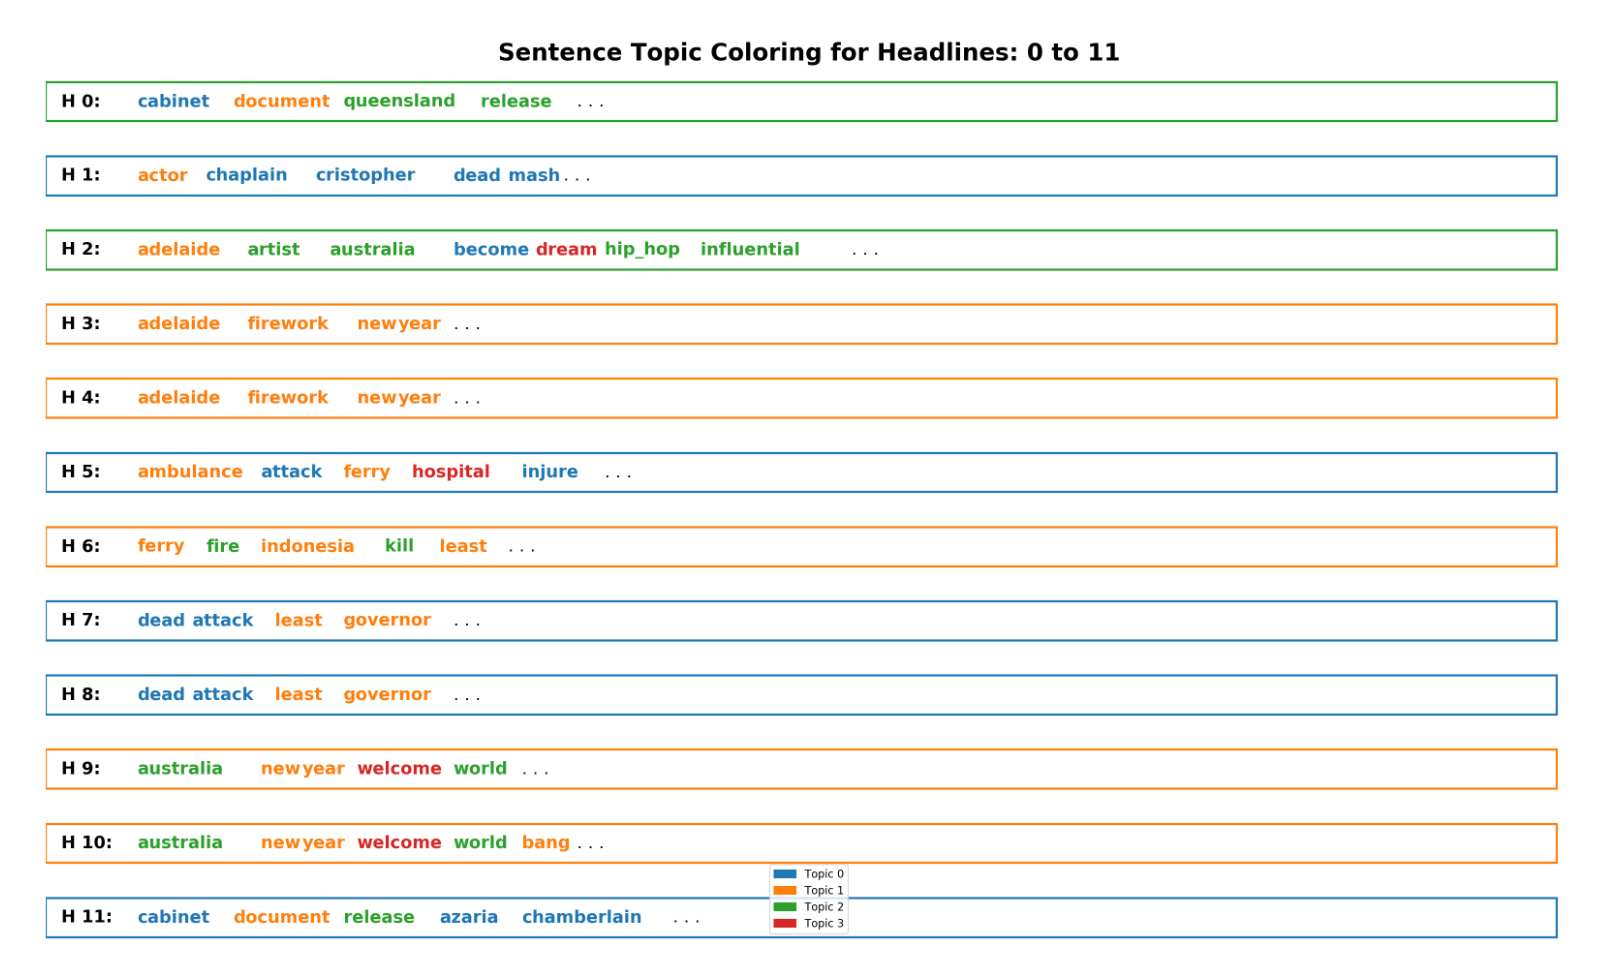 Sentence Topic Coloring for Headlines: 0 to 11
H 0: cabinet document queensland release . . .
H 1: actor chaplain cristopher dead mash . . .
H 2: adelaide artist australia become dream hip_hop influential . . .
H 3: adelaide firework newyear . . .
H 4: adelaide firework newyear . . .
H 5: ambulance attack ferry hospital injure . . .
H 6: ferry fire indonesia kill least . . .
H 7: dead attack least governor . . .
H 8: dead attack least governor . . .
H 9: australia newyear welcome world . . .
H 10: australia newyear welcome world bang . . .
H 11: cabinet document release azaria chamberlain . . .
Topic 0
Topic 1
Topic 2
Topic 3